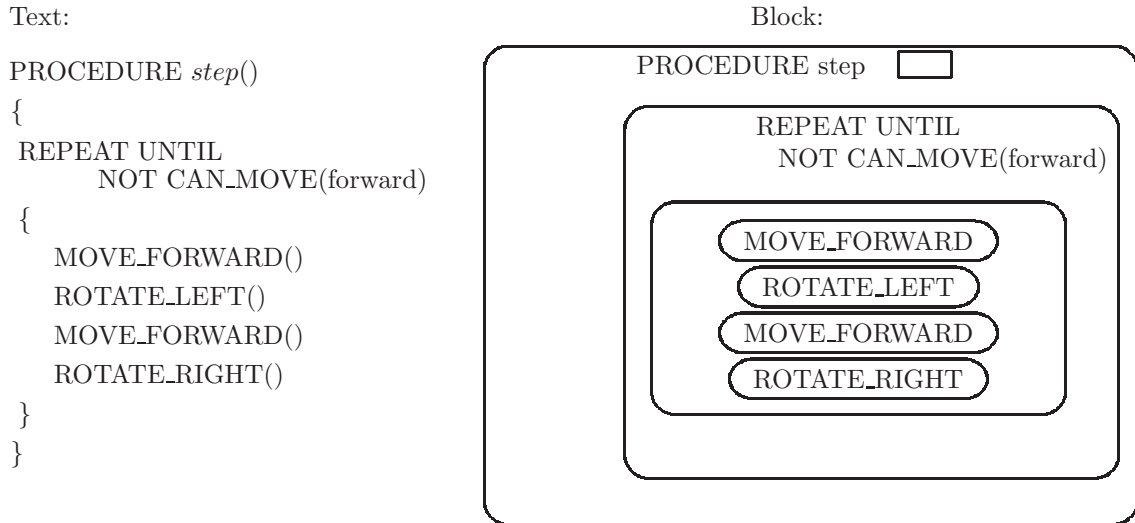 Text:
PROCEDURE step()
{
REPEAT UNTIL
NOT CAN_MOVE(forward)
{
MOVE_FORWARD()
ROTATE_LEFT()
MOVE_FORWARD()
ROTATE_RIGHT()
}
}
Block:
PROCEDURE step
REPEAT UNTIL
NOT CAN_MOVE(forward)
MOVE_FORWARD
ROTATE_LEFT
MOVE_FORWARD
ROTATE_RIGHT